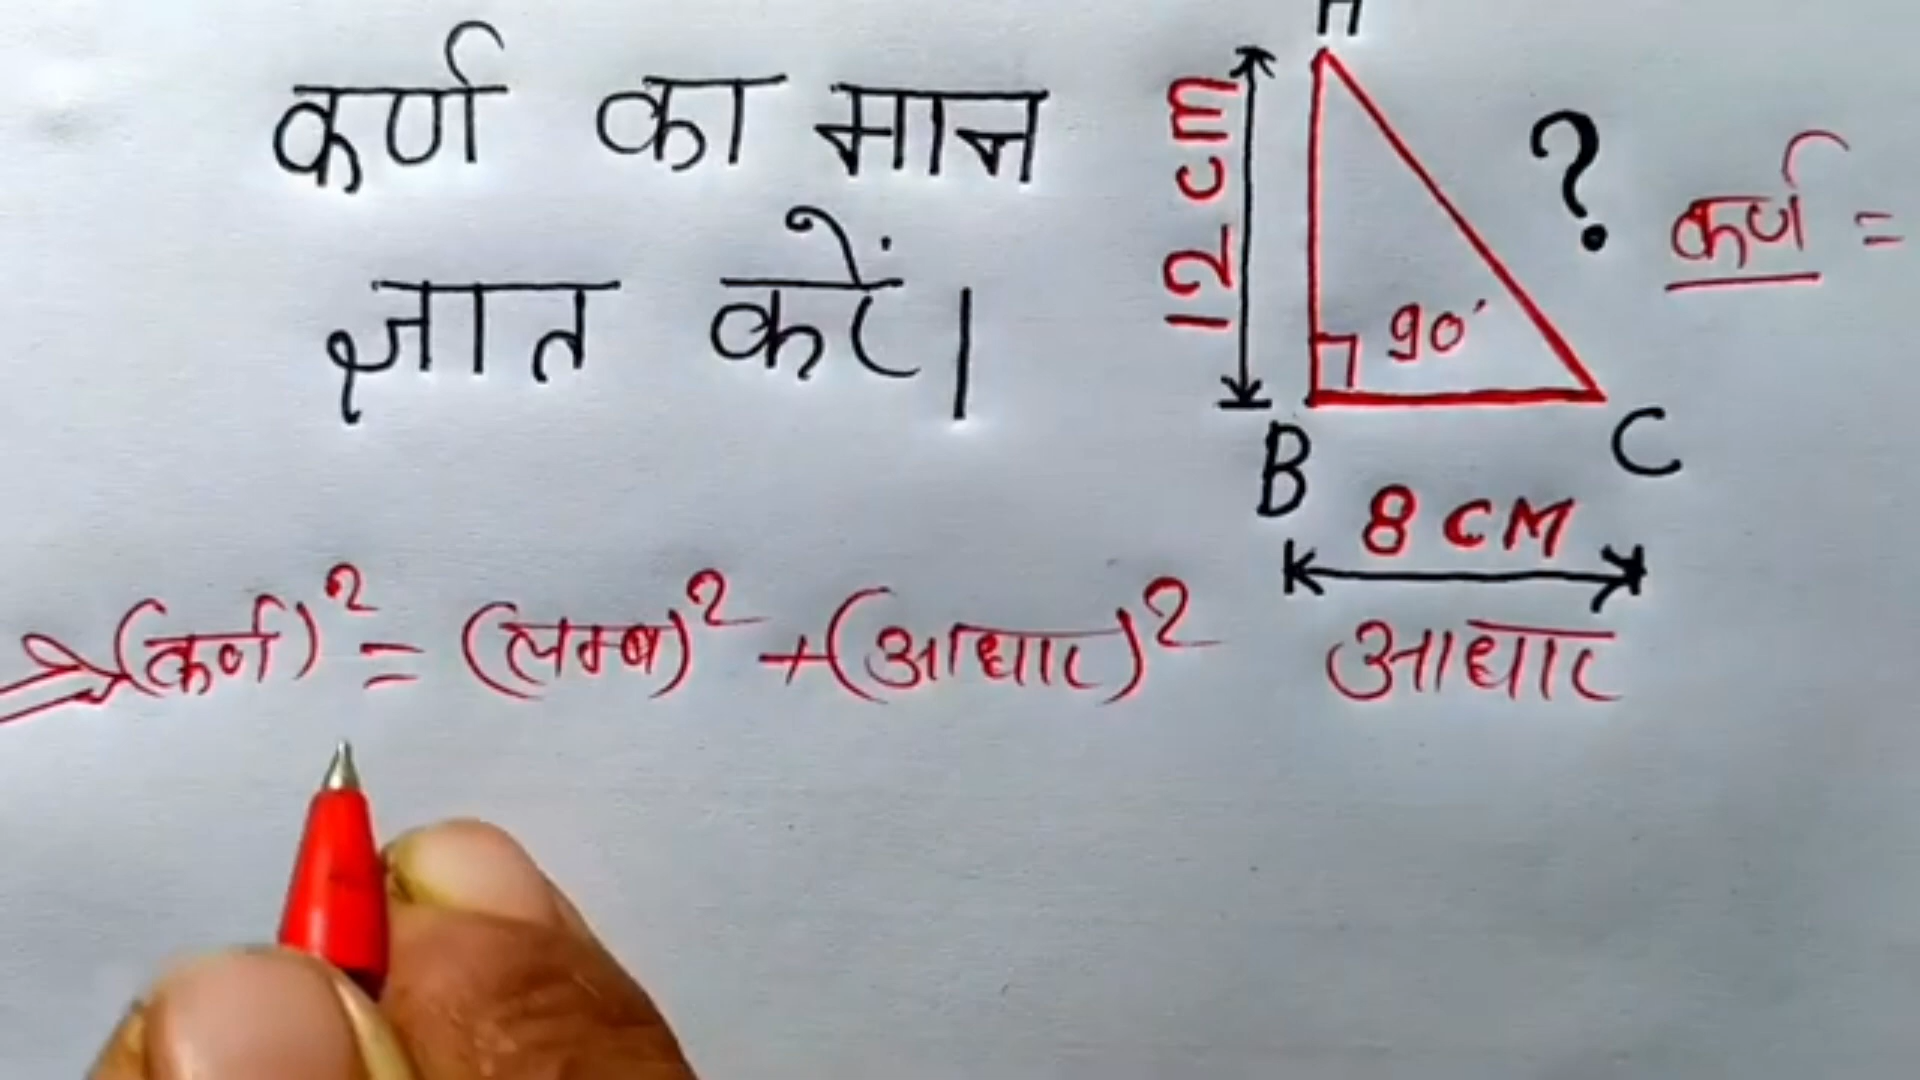 कर्ण का मान
ज्ञात करें।
A
12 cm
?
कर्ण =
90°
B
C
8 CM
आधार
(कर्ण)² = (लम्ब)² + (आधार)²